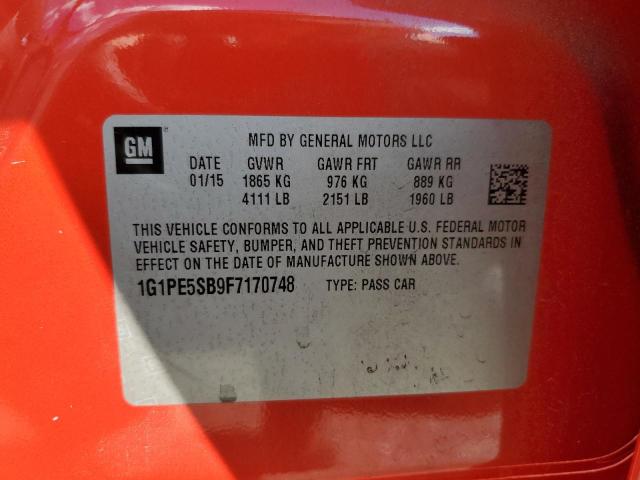 GM
MFD BY GENERAL MOTORS LLC
DATE GVWR GAWR FRT GAWR RR
01/15 1865 KG 976 KG 889 KG
4111 LB 2151 LB 1960 LB
THIS VEHICLE CONFORMS TO ALL APPLICABLE U.S. FEDERAL MOTOR
VEHICLE SAFETY, BUMPER, AND THEFT PREVENTION STANDARDS IN
EFFECT ON THE DATE OF MANUFACTURE SHOWN ABOVE.
1G1PE5SB9F7170748 TYPE: PASS CAR